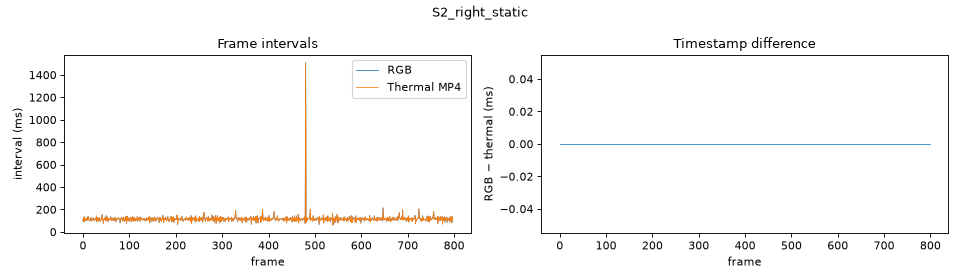 S2_right_static
Frame intervals
interval (ms)
1400
1200
1000
800
600
400
200
0
0 100 200 300 400 500 600 700 800
frame
RGB
Thermal MP4
Timestamp difference
RGB − thermal (ms)
0.04
0.02
0.00
−0.02
−0.04
0 100 200 300 400 500 600 700 800
frame